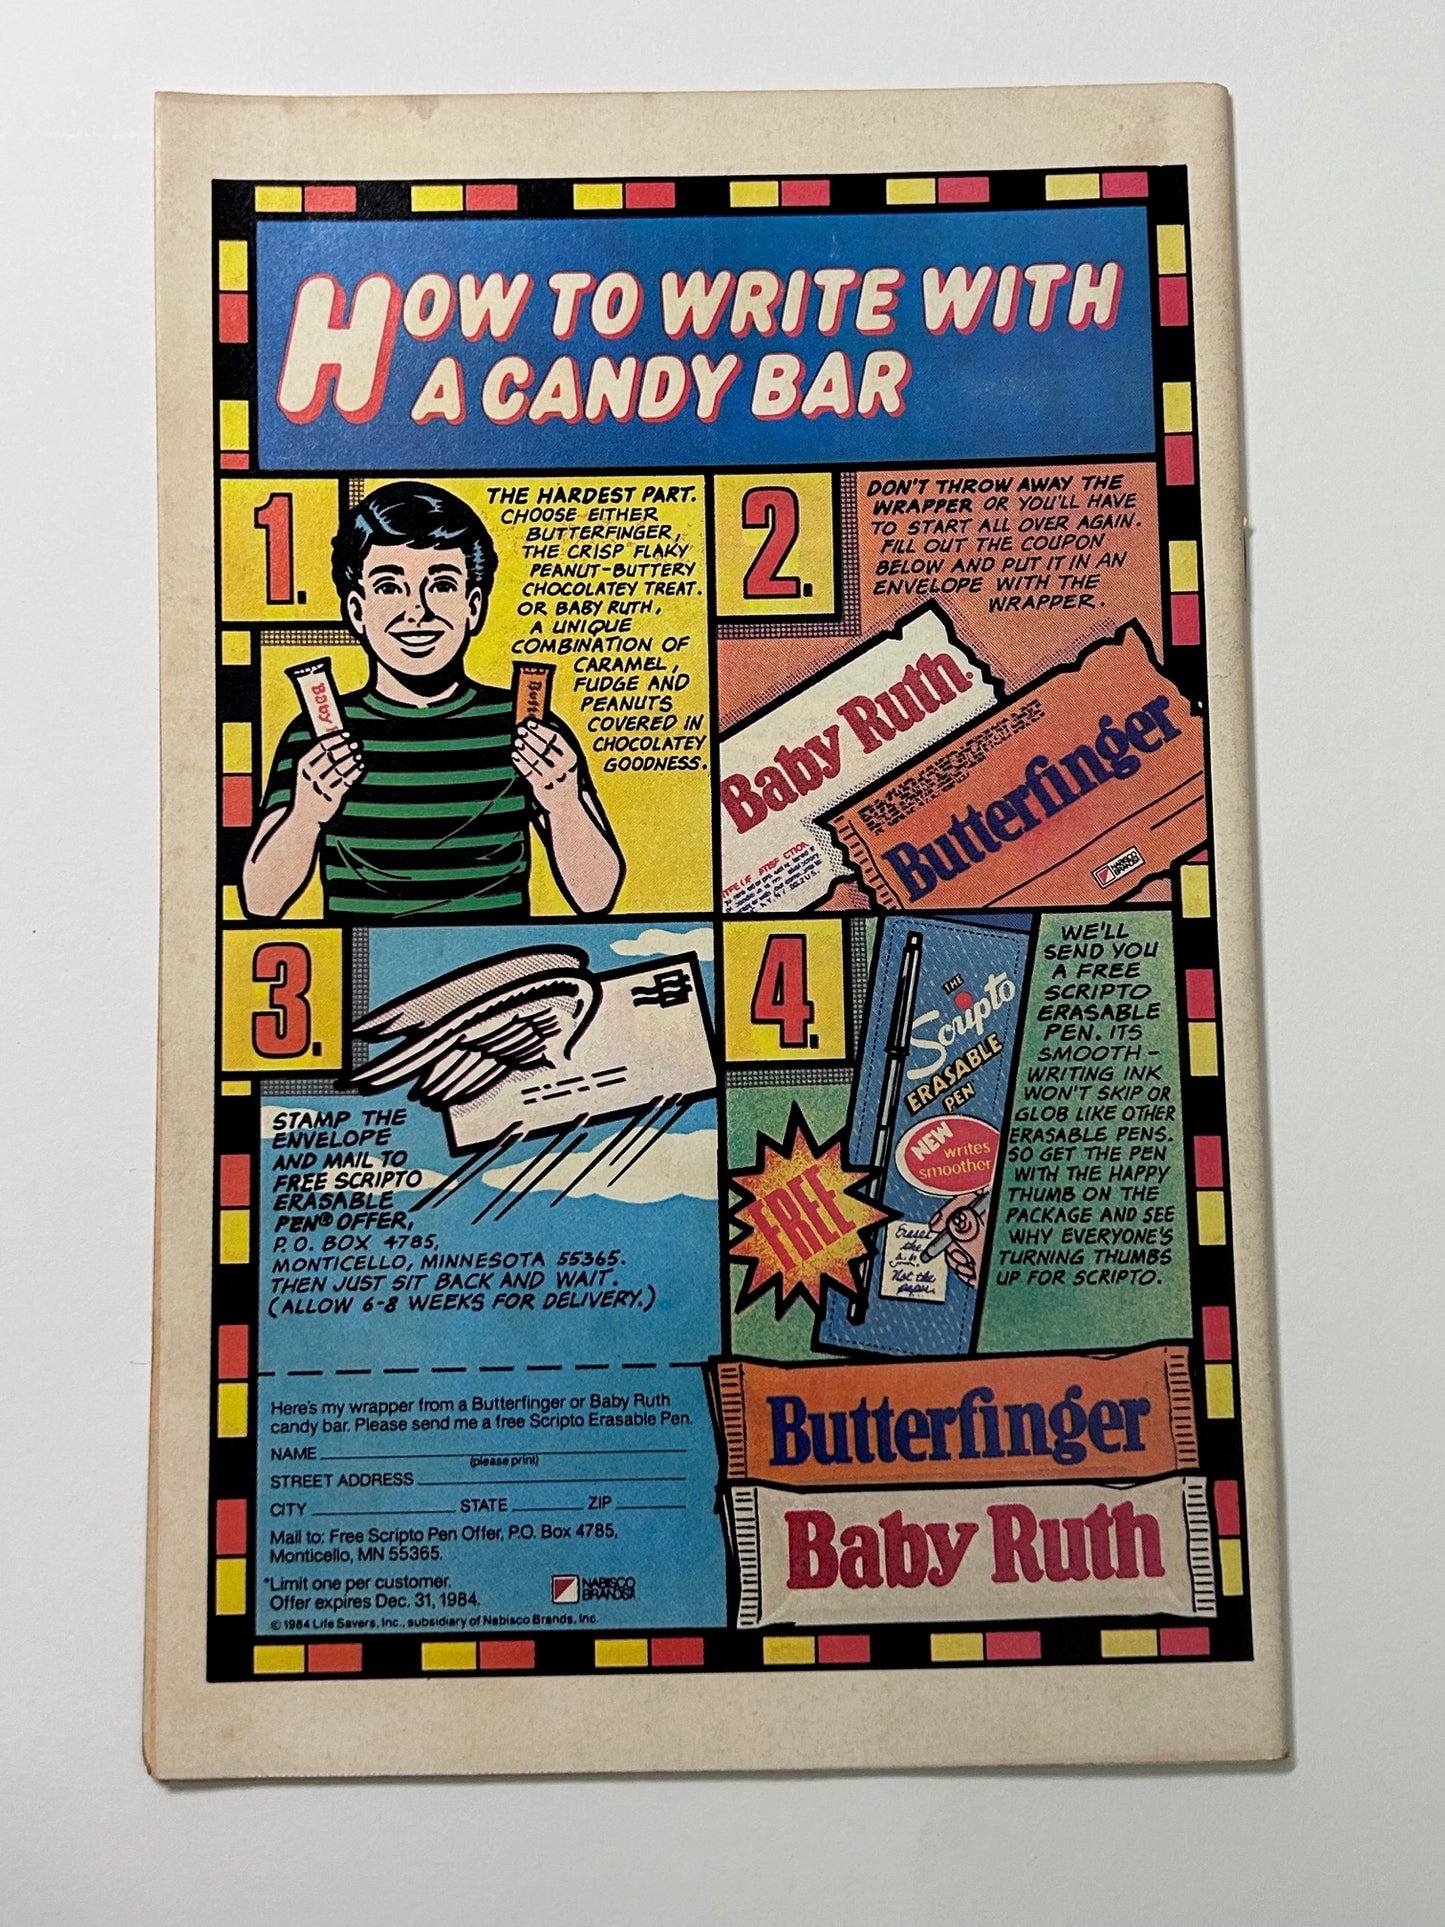 HOW TO WRITE WITH
A CANDY BAR
1.
THE HARDEST PART.
CHOOSE EITHER
BUTTERFINGER,
THE CRISP FLAKY
PEANUT-BUTTERY
CHOCOLATEY TREAT.
OR BABY RUTH,
A UNIQUE
COMBINATION OF
CARAMEL,
FUDGE AND
PEANUTS
COVERED IN
CHOCOLATEY
GOODNESS.
Baby
Butt
2.
DON'T THROW AWAY THE
WRAPPER OR YOU'LL HAVE
TO START ALL OVER AGAIN.
FILL OUT THE COUPON
BELOW AND PUT IT IN AN
ENVELOPE WITH THE
WRAPPER.
Baby Ruth
Butterfinger
NABISCO
BRANDS
3.
STAMP THE
ENVELOPE
AND MAIL TO
FREE SCRIPTO
ERASABLE
PEN® OFFER,
P.O. BOX 4785,
MONTICELLO, MINNESOTA 55365.
THEN JUST SIT BACK AND WAIT.
(ALLOW 6-8 WEEKS FOR DELIVERY.)
4.
THE
Scripto
ERASABLE
PEN
NEW
writes
smoother
FREE
Erases
the
Not the
paper.
WE'LL
SEND YOU
A FREE
SCRIPTO
ERASABLE
PEN. ITS
SMOOTH-
WRITING INK
WON'T SKIP OR
GLOB LIKE OTHER
ERASABLE PENS.
SO GET THE PEN
WITH THE HAPPY
THUMB ON THE
PACKAGE AND SEE
WHY EVERYONE'S
TURNING THUMBS
UP FOR SCRIPTO.
Here's my wrapper from a Butterfinger or Baby Ruth
candy bar. Please send me a free Scripto Erasable Pen.
NAME
(please print)
STREET ADDRESS
CITY STATE ZIP
Mail to: Free Scripto Pen Offer, P.O. Box 4785,
Monticello, MN 55365.
*Limit one per customer.
Offer expires Dec. 31, 1984.
NABISCO
BRANDS
© 1984 Life Savers, Inc., subsidiary of Nabisco Brands, Inc.
Butterfinger
Baby Ruth